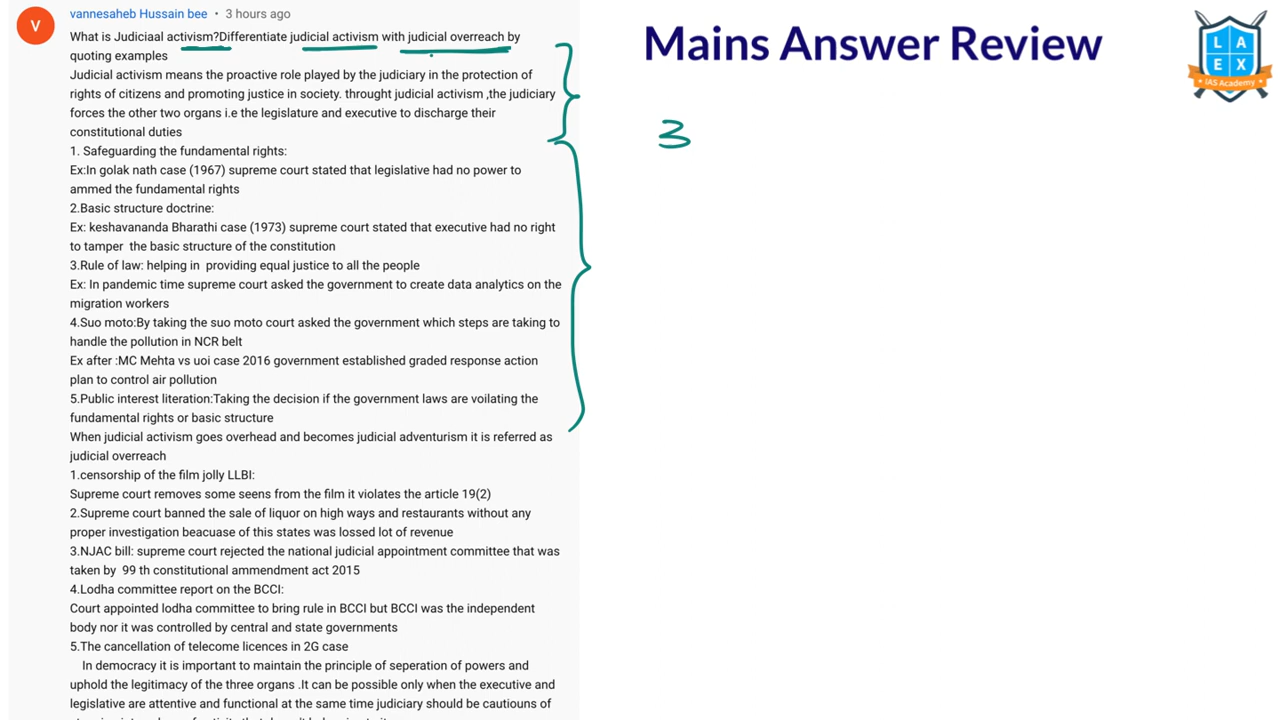 vannesaheb Hussain bee • 3 hours ago
V
What is Judiciaal activism?Differentiate judicial activism with judicial overreach by
quoting examples
Judicial activism means the proactive role played by the judiciary in the protection of
rights of citizens and promoting justice in society. throught judicial activism ,the judiciary
forces the other two organs i.e the legislature and executive to discharge their
constitutional duties
1. Safeguarding the fundamental rights:
Ex:In golak nath case (1967) supreme court stated that legislative had no power to
ammed the fundamental rights
2.Basic structure doctrine:
Ex: keshavananda Bharathi case (1973) supreme court stated that executive had no right
to tamper the basic structure of the constitution
3.Rule of law: helping in providing equal justice to all the people
Ex: In pandemic time supreme court asked the government to create data analytics on the
migration workers
4.Suo moto:By taking the suo moto court asked the government which steps are taking to
handle the pollution in NCR belt
Ex after :MC Mehta vs uoi case 2016 government established graded response action
plan to control air pollution
5.Public interest literation:Taking the decision if the government laws are voilating the
fundamental rights or basic structure
When judicial activism goes overhead and becomes judicial adventurism it is referred as
judicial overreach
1.censorship of the film jolly LLBI:
Supreme court removes some seens from the film it violates the article 19(2)
2.Supreme court banned the sale of liquor on high ways and restaurants without any
proper investigation beacuase of this states was lossed lot of revenue
3.NJAC bill: supreme court rejected the national judicial appointment committee that was
taken by 99 th constitutional ammendment act 2015
4.Lodha committee report on the BCCI:
Court appointed lodha committee to bring rule in BCCI but BCCI was the independent
body nor it was controlled by central and state governments
5.The cancellation of telecome licences in 2G case
In democracy it is important to maintain the principle of seperation of powers and
uphold the legitimacy of the three organs .It can be possible only when the executive and
legislative are attentive and functional at the same time judiciary should be cautiouns of
Mains Answer Review
3
L A
E X
IAS Academy